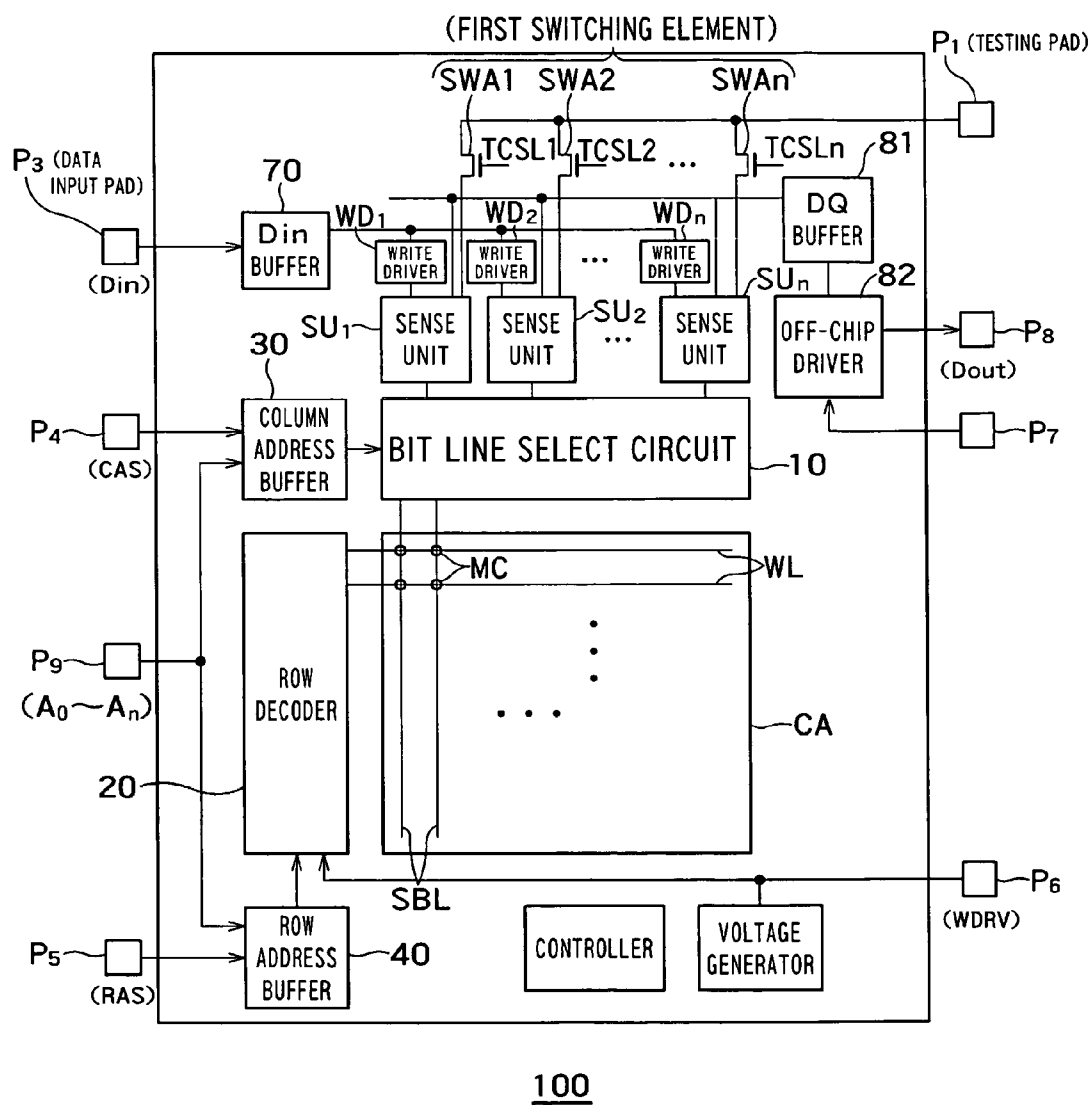 (FIRST SWITCHING ELEMENT)
P1 (TESTING PAD)
SWA1 SWA2 SWAn
TCSL1 TCSL2 ... TCSLn
81
P3 (DATA
INPUT PAD)
70
Din
BUFFER
(Din)
WD1 WD2 WDn
WRITE DRIVER
WRITE DRIVER
...
WRITE DRIVER
DQ
BUFFER
82
SU1
SENSE
UNIT
SENSE
UNIT
SU2
...
SENSE
UNIT
SUn
OFF-CHIP
DRIVER
P8
(Dout)
30
P4
(CAS)
COLUMN
ADDRESS
BUFFER
BIT LINE SELECT CIRCUIT
10
P7
MC
WL
P9
(A0~An)
ROW
DECODER
20
CA
SBL
P6
(WDRV)
P5
(RAS)
ROW
ADDRESS
BUFFER
40
CONTROLLER
VOLTAGE
GENERATOR
100